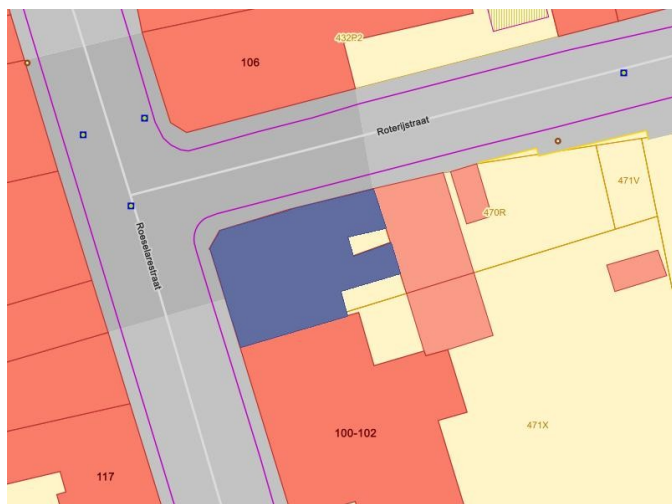 432P2
106
Roterijstraat
471V
470R
Roeselarestraat
471X
100-102
117